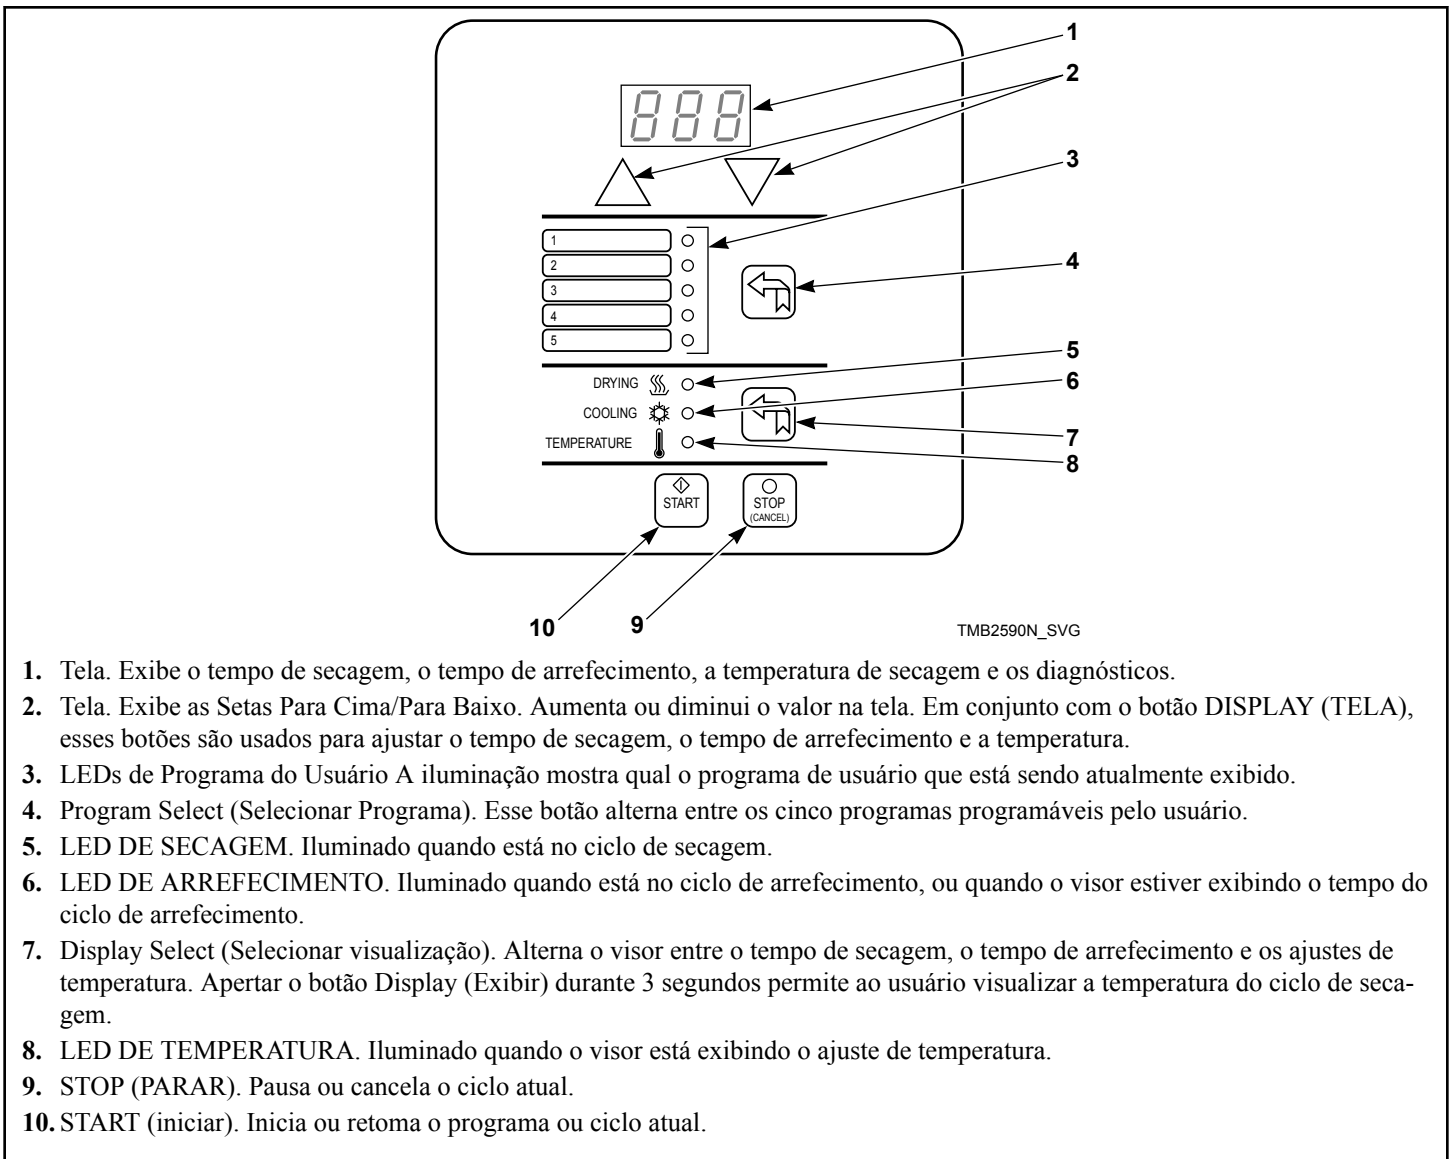 1
2
888
3
1
2
4
3
4
5
5
DRYING
6
COOLING
7
TEMPERATURE
8
START
STOP
(CANCEL)
10
9
TMB2590N_SVG
1. Tela. Exibe o tempo de secagem, o tempo de arrefecimento, a temperatura de secagem e os diagnósticos.
2. Tela. Exibe as Setas Para Cima/Para Baixo. Aumenta ou diminui o valor na tela. Em conjunto com o botão DISPLAY (TELA),
esses botões são usados para ajustar o tempo de secagem, o tempo de arrefecimento e a temperatura.
3. LEDs de Programa do Usuário A iluminação mostra qual o programa de usuário que está sendo atualmente exibido.
4. Program Select (Selecionar Programa). Esse botão alterna entre os cinco programas programáveis pelo usuário.
5. LED DE SECAGEM. Iluminado quando está no ciclo de secagem.
6. LED DE ARREFECIMENTO. Iluminado quando está no ciclo de arrefecimento, ou quando o visor estiver exibindo o tempo do
ciclo de arrefecimento.
7. Display Select (Selecionar visualização). Alterna o visor entre o tempo de secagem, o tempo de arrefecimento e os ajustes de
temperatura. Apertar o botão Display (Exibir) durante 3 segundos permite ao usuário visualizar a temperatura do ciclo de seca-
gem.
8. LED DE TEMPERATURA. Iluminado quando o visor está exibindo o ajuste de temperatura.
9. STOP (PARAR). Pausa ou cancela o ciclo atual.
10. START (iniciar). Inicia ou retoma o programa ou ciclo atual.